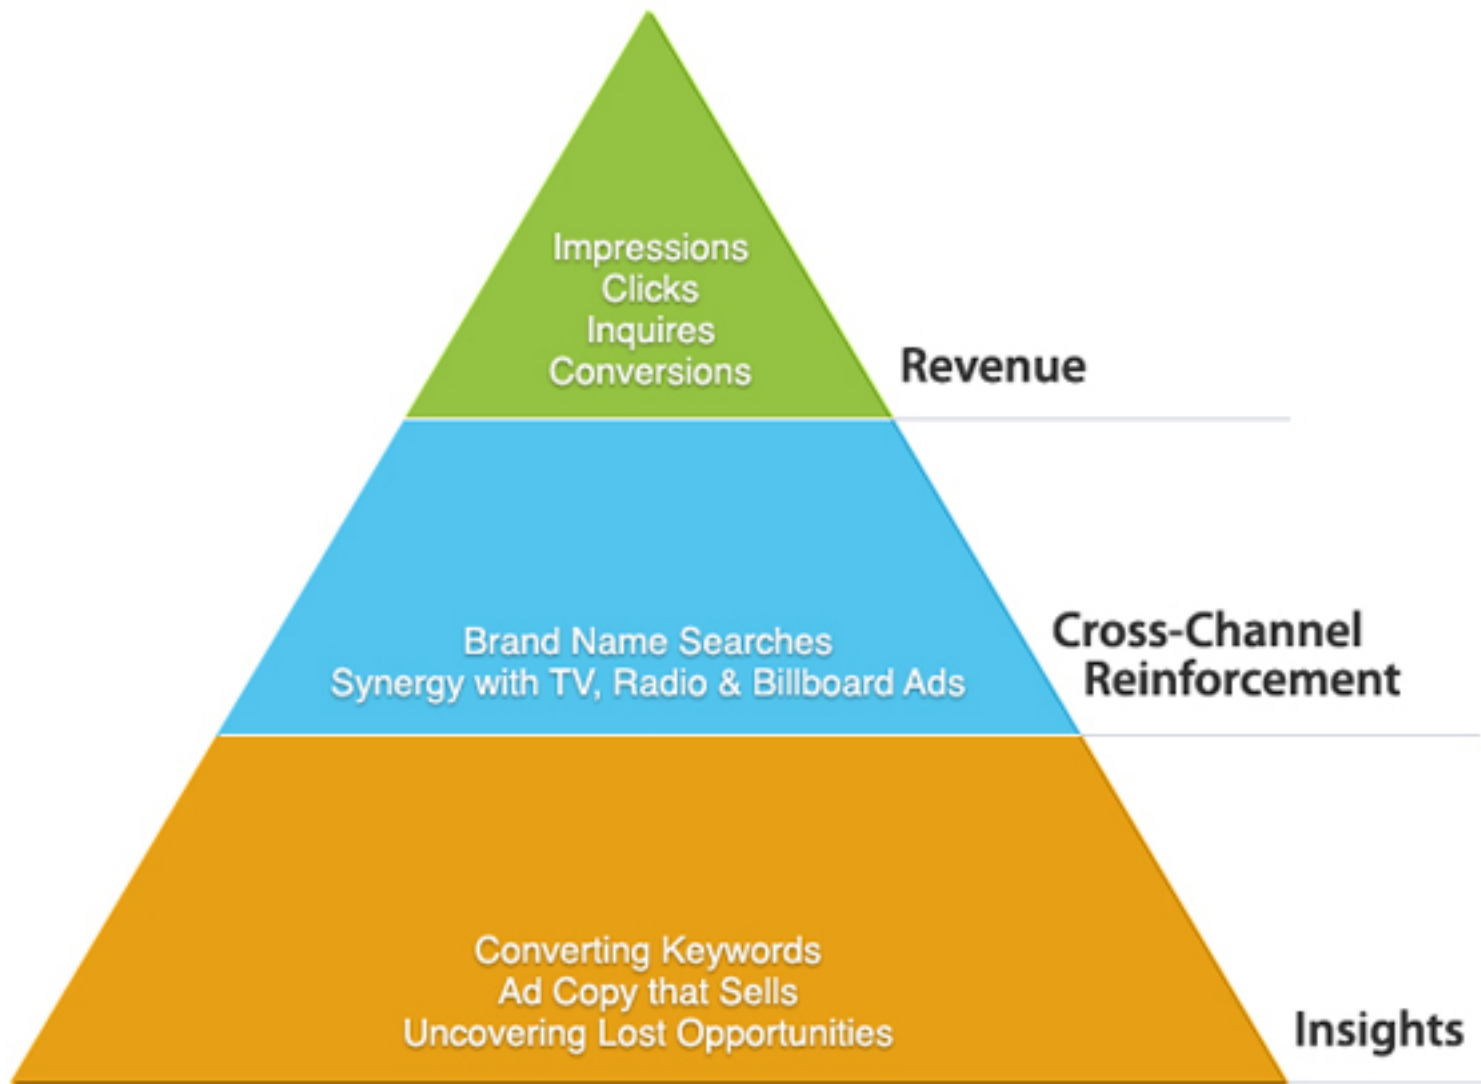 Impressions
Clicks
Inquires
Conversions
Revenue
Brand Name Searches
Synergy with TV, Radio & Billboard Ads
Cross-Channel
Reinforcement
Converting Keywords
Ad Copy that Sells
Uncovering Lost Opportunities
Insights